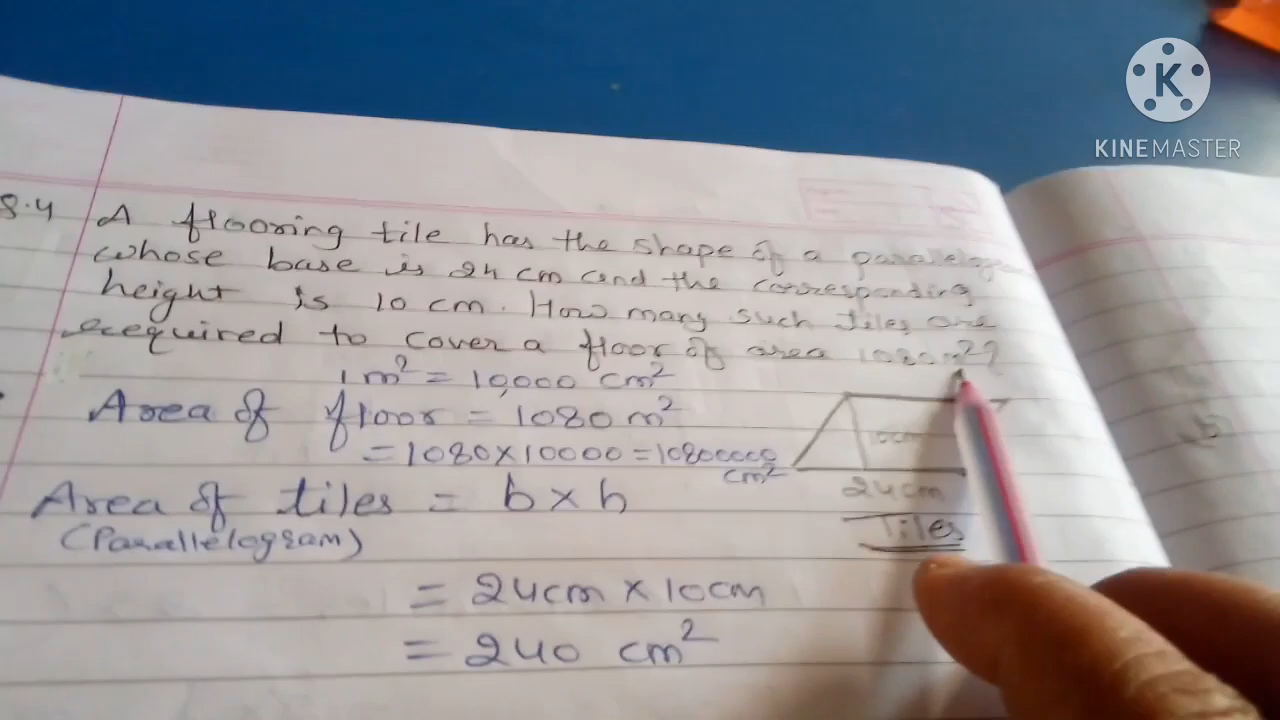 K
KINEMASTER
8.4 A flooring tile has the shape of a parallelogram
whose base is 24 cm and the corresponding
height is 10 cm. How many such tiles are
required to cover a floor of area 1080 m²?
1 m² = 10,000 cm²
Area of floor = 1080 m²
= 1080 × 10000 = 10800000
cm²
10cm
24cm
Tiles
Area of tiles = b × h
(Parallelogram)
= 24cm × 10cm
= 240 cm²